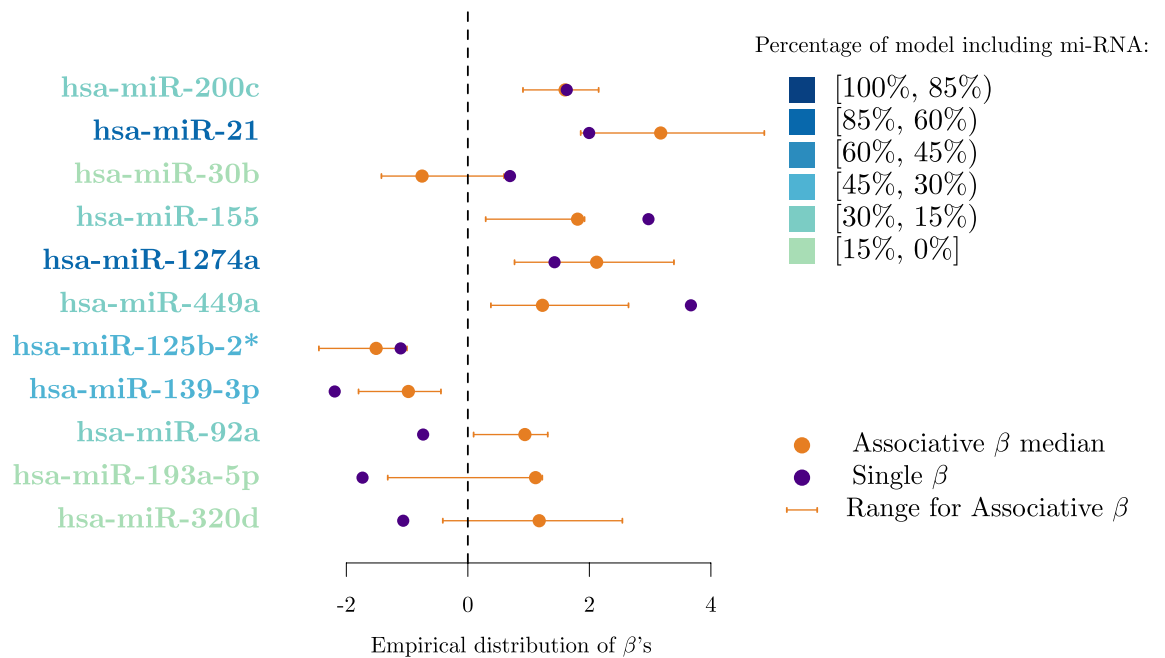 Percentage of model including mi-RNA:
[100%, 85%)
[85%, 60%)
[60%, 45%)
[45%, 30%)
[30%, 15%)
[15%, 0%]
hsa-miR-200c
hsa-miR-21
hsa-miR-30b
hsa-miR-155
hsa-miR-1274a
hsa-miR-449a
hsa-miR-125b-2*
hsa-miR-139-3p
hsa-miR-92a
hsa-miR-193a-5p
hsa-miR-320d
Associative β median
Single β
Range for Associative β
-2 0 2 4
Empirical distribution of β's